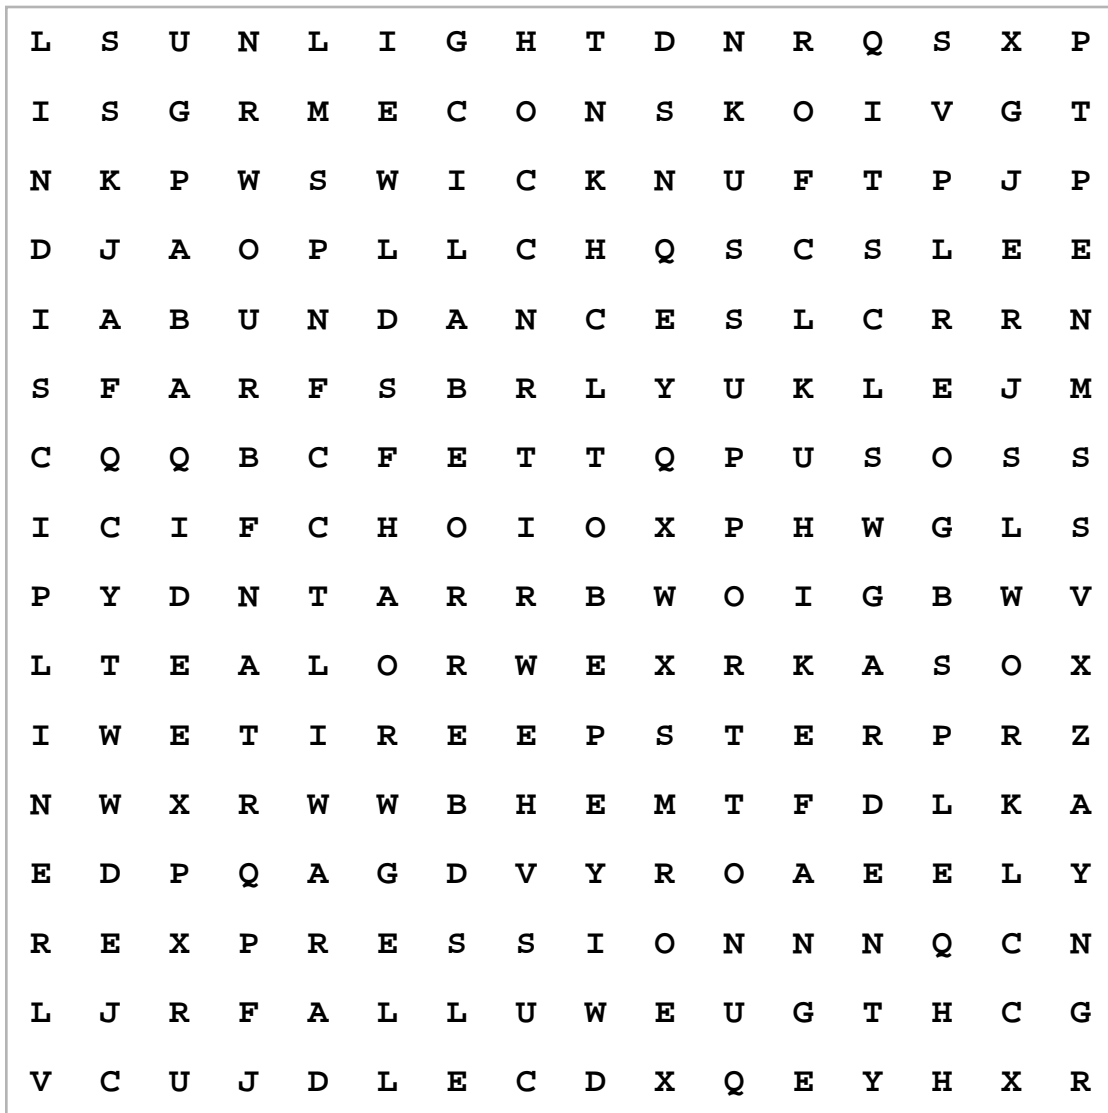 L S U N L I G H T D N R Q S X P
I S G R M E C O N S K O I V G T
N K P W S W I C K N U F T P J P
D J A O P L L C H Q S C S L E E
I A B U N D A N C E S L C R R N
S F A R F S B R L Y U K L E J M
C Q Q B C F E T T Q P U S O S S
I C I F C H O I O X P H W G L S
P Y D N T A R R B W O I G B W V
L T E A L O R W E X R K A S O X
I W E T I R E E P S T E R P R Z
N W X R W W B H E M T F D L K A
E D P Q A G D V Y R O A E E L Y
R E X P R E S S I O N N N Q C N
L J R F A L L U W E U G T H C G
V C U J D L E C D X Q E Y H X R